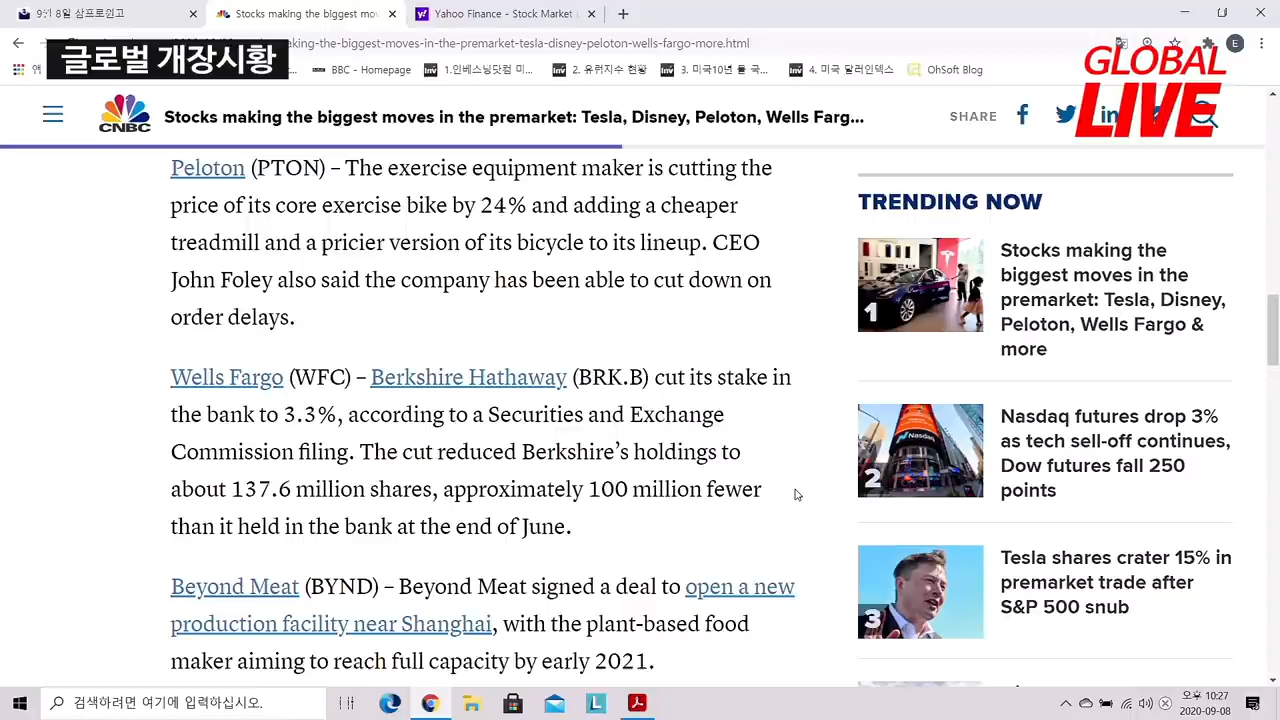 9월 8일 삼프로원고
Stocks making the biggest mov
Yahoo Finance - Stock Market
글로벌 개장시황
aking-the-biggest-moves-in-the-premarket-tesla-disney-peloton-wells-fargo-more.html
E
GLOBAL
LIVE
BBC - Homepage
1.인베스팅닷컴 미...
2. 유럽지수 현황
3. 미국10년 물 국...
4. 미국 달러인덱스
OhSoft Blog
CNBC
Stocks making the biggest moves in the premarket: Tesla, Disney, Peloton, Wells Farg...
SHARE
Peloton (PTON) – The exercise equipment maker is cutting the
price of its core exercise bike by 24% and adding a cheaper
treadmill and a pricier version of its bicycle to its lineup. CEO
John Foley also said the company has been able to cut down on
order delays.
Wells Fargo (WFC) – Berkshire Hathaway (BRK.B) cut its stake in
the bank to 3.3%, according to a Securities and Exchange
Commission filing. The cut reduced Berkshire’s holdings to
about 137.6 million shares, approximately 100 million fewer
than it held in the bank at the end of June.
Beyond Meat (BYND) – Beyond Meat signed a deal to open a new
production facility near Shanghai, with the plant-based food
maker aiming to reach full capacity by early 2021.
TRENDING NOW
1
Stocks making the
biggest moves in the
premarket: Tesla, Disney,
Peloton, Wells Fargo &
more
2
Nasdaq
Nasdaq futures drop 3%
as tech sell-off continues,
Dow futures fall 250
points
3
Tesla shares crater 15% in
premarket trade after
S&P 500 snub
검색하려면 여기에 입력하십시오.
오후 10:27
2020-09-08